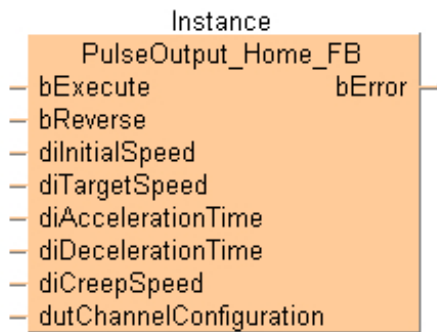 Instance
PulseOutput_Home_FB
bExecute bError
bReverse
diInitialSpeed
diTargetSpeed
diAccelerationTime
diDecelerationTime
diCreepSpeed
dutChannelConfiguration